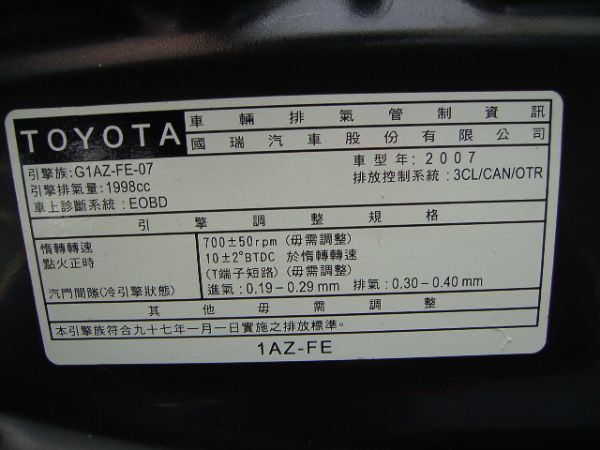 TOYOTA
車輛排氣管制資訊
國瑞汽車股份有限公司
引擎族:G1AZ-FE-07
車型年:2007
引擎排氣量:1998cc
排放控制系統:3CL/CAN/OTR
車上診斷系統:EOBD
引擎調整規格
惰轉轉速 700±50rpm (毋需調整)
點火正時 10±2°BTDC 於惰轉轉速
(T端子短路) (毋需調整)
汽門間隙(冷引擎狀態) 進氣:0.19-0.29mm 排氣:0.30-0.40mm
其他毋需調整
本引擎族符合九十七年一月一日實施之排放標準。
1AZ-FE